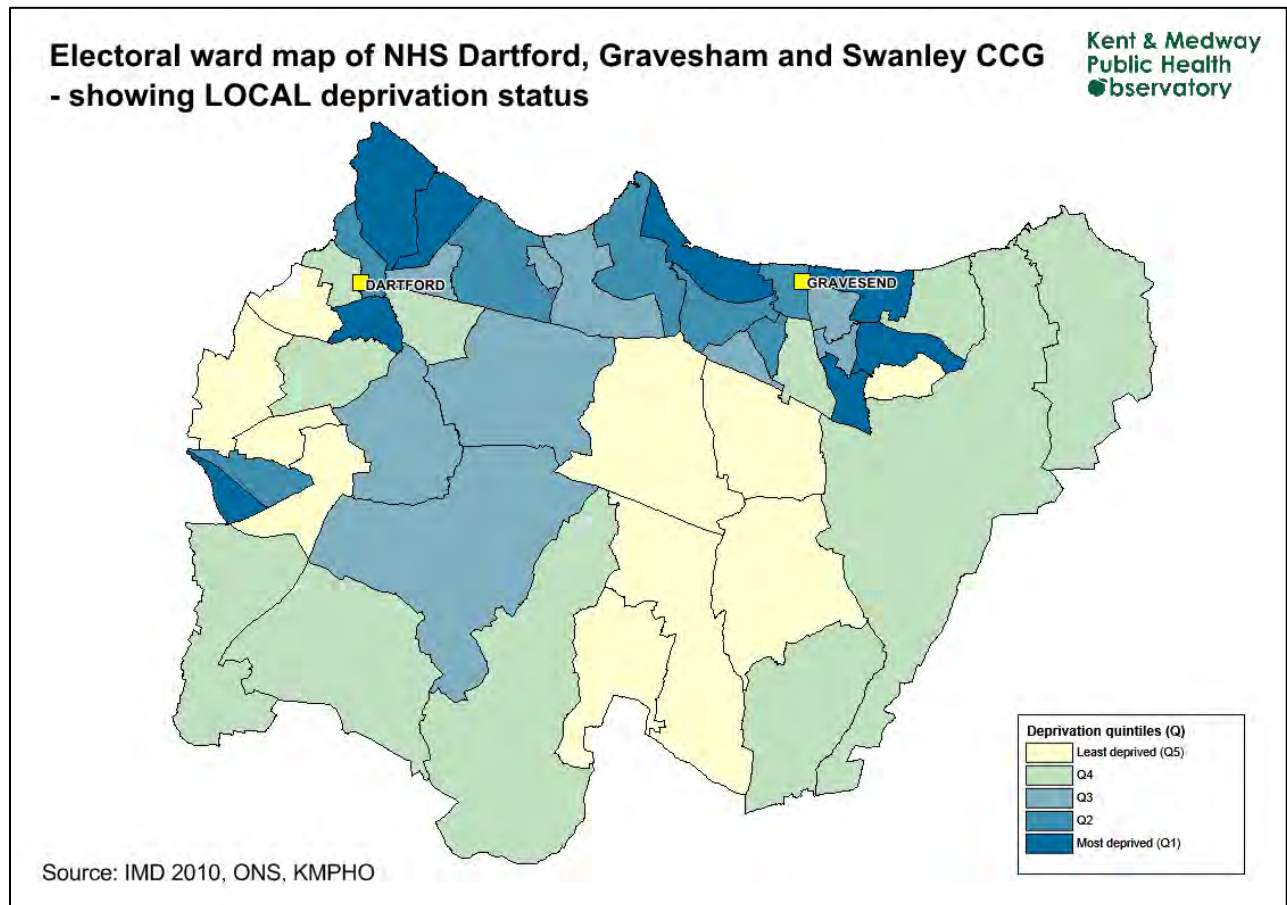 Electoral ward map of NHS Dartford, Gravesham and Swanley CCG
- showing LOCAL deprivation status
Kent & Medway
Public Health
Observatory
DARTFORD
GRAVESEND
Deprivation quintiles (Q)
Least deprived (Q5)
Q4
Q3
Q2
Most deprived (Q1)
Source: IMD 2010, ONS, KMPHO